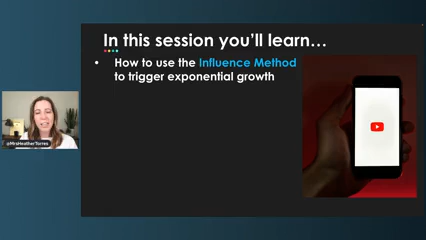 In this session you'll learn...
• How to use the Influence Method
to trigger exponential growth
@MrsHeatherTorres